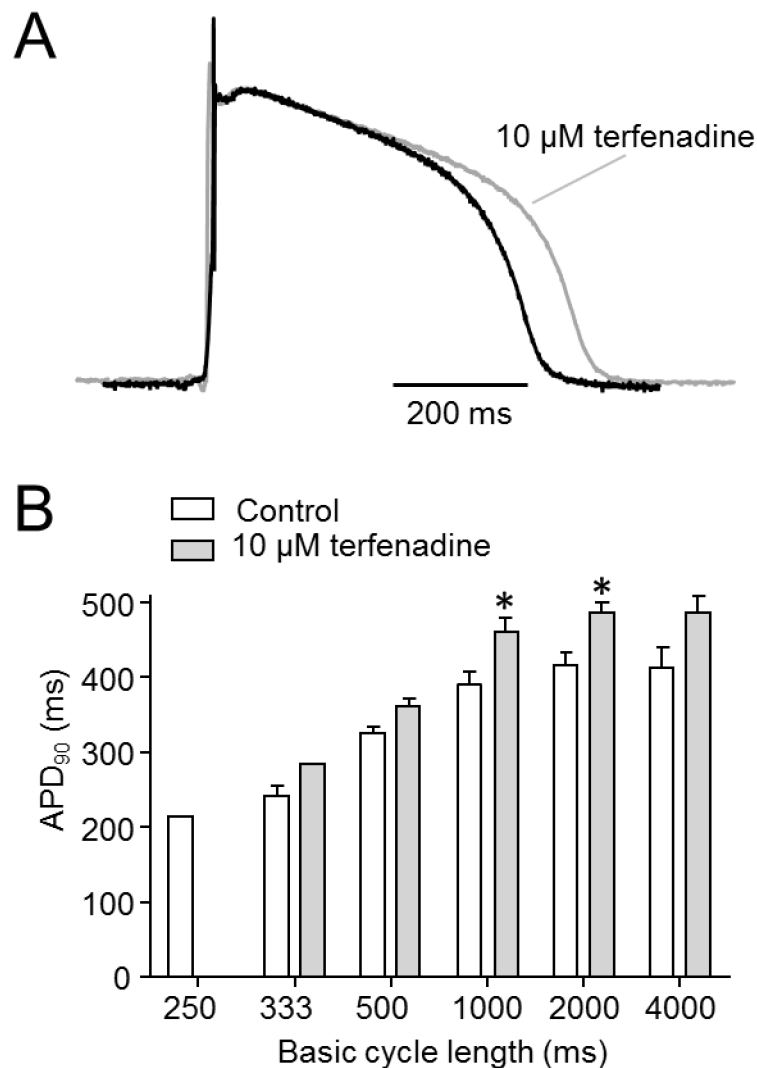 A
10 µM terfenadine
200 ms
B
Control
10 µM terfenadine
500
400
300
200
100
0
APD90 (ms)
* *
250 333 500 1000 2000 4000
Basic cycle length (ms)